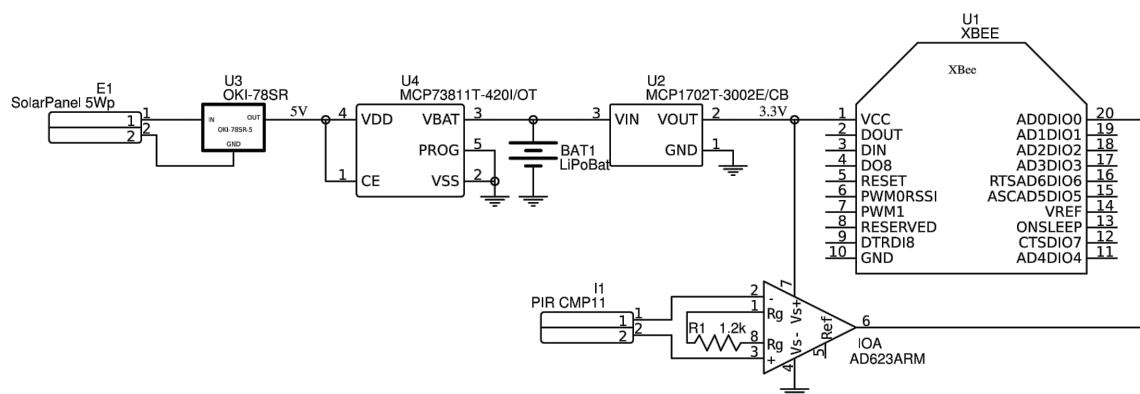 E1
SolarPanel 5Wp
1
1
2
2
U3
OKI-78SR
IN
OUT
OKI-78SR-5
GND
5V
U4
MCP73811T-420I/OT
4
VDD
VBAT
3
PROG
5
1
CE
VSS
2
BAT1
LiPoBat
U2
MCP1702T-3002E/CB
3
VIN
VOUT
2
GND
1
3.3V
U1
XBEE
XBee
1
VCC
AD0DIO0
20
2
DOUT
AD1DIO1
19
3
DIN
AD2DIO2
18
4
DO8
AD3DIO3
17
5
RESET
RTSAD6DIO6
16
6
PWM0RSSI
ASCAD5DIO5
15
7
PWM1
VREF
14
8
RESERVED
ONSLEEP
13
9
DTRDI8
CTSDIO7
12
10
GND
AD4DIO4
11
I1
PIR CMP11
1
1
2
2
R1
1.2k
2
-
1
Rg
8
Rg
3
+
7
Vs+
Vs-
4
Ref
5
6
IOA
AD623ARM